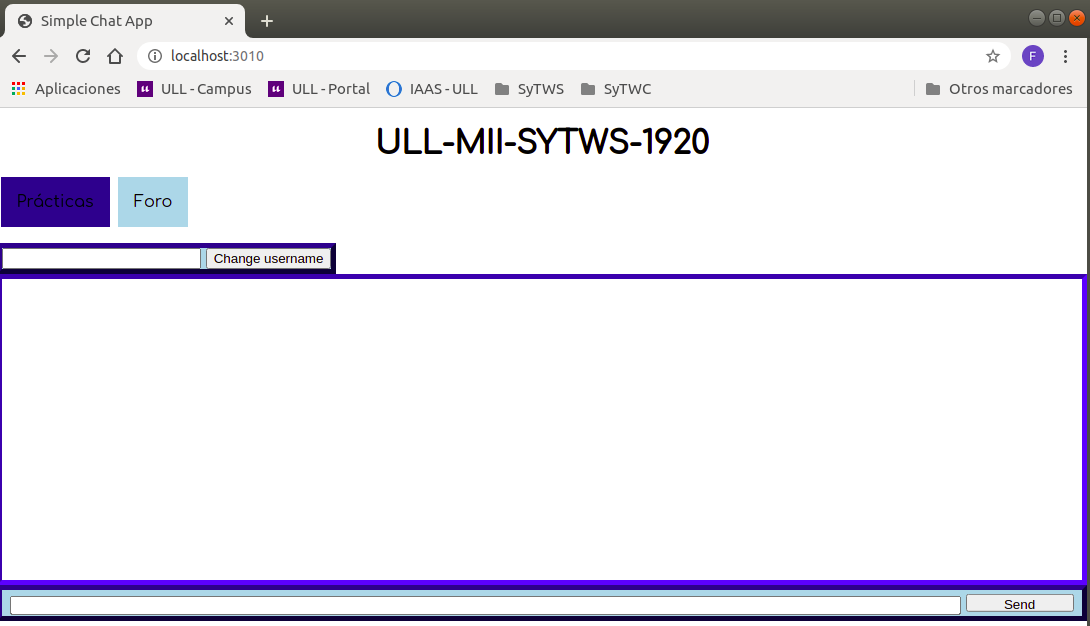 Simple Chat App
localhost:3010
F
Aplicaciones ULL - Campus ULL - Portal IAAS - ULL SyTWS SyTWC Otros marcadores
ULL-MII-SYTWS-1920
Prácticas Foro
Change username
Send